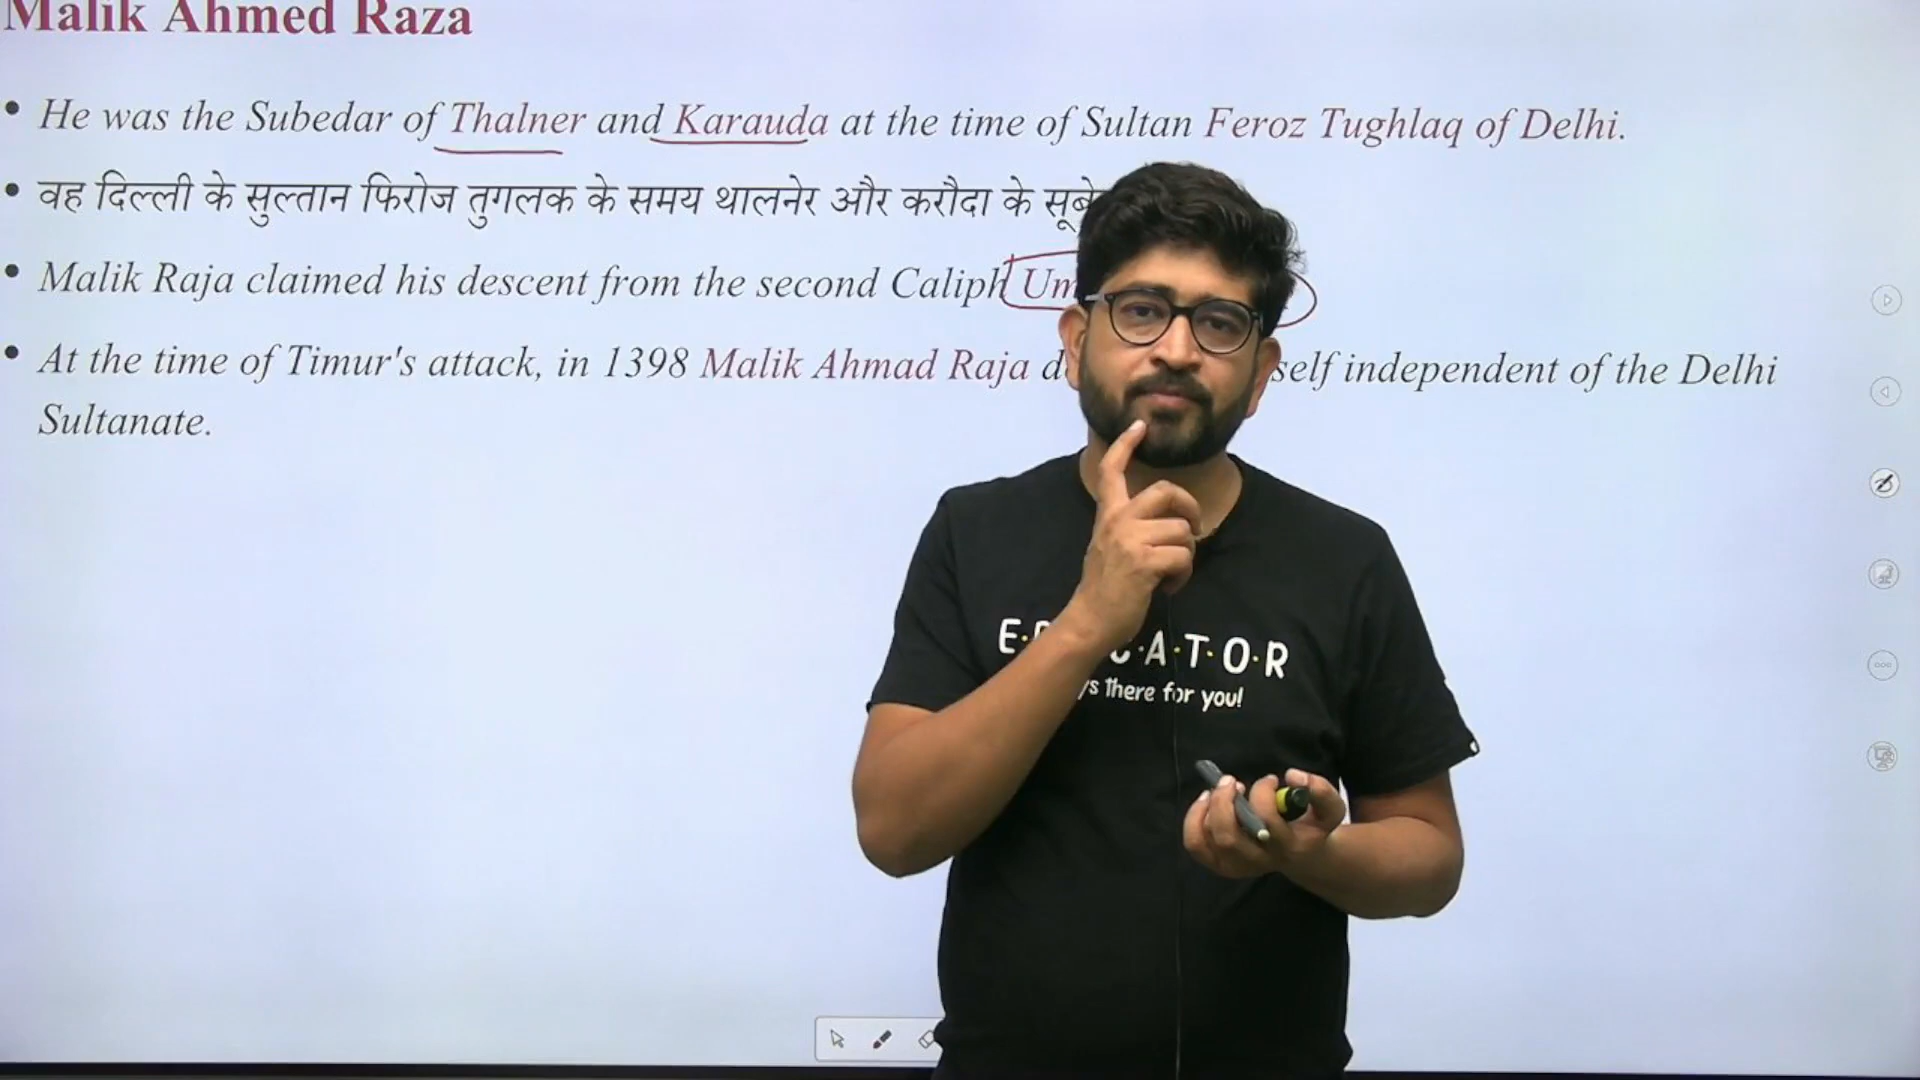 Malik Ahmed Raza
• He was the Subedar of Thalner and Karauda at the time of Sultan Feroz Tughlaq of Delhi.
• वह दिल्ली के सुल्तान फिरोज तुगलक के समय थालनेर और करौदा के
• Malik Raja claimed his descent from the second Caliph
• At the time of Timur's attack, in 1398 Malik Ahmad Raja independent of the Delhi
Sultanate.
A·T·O·R
there for you!